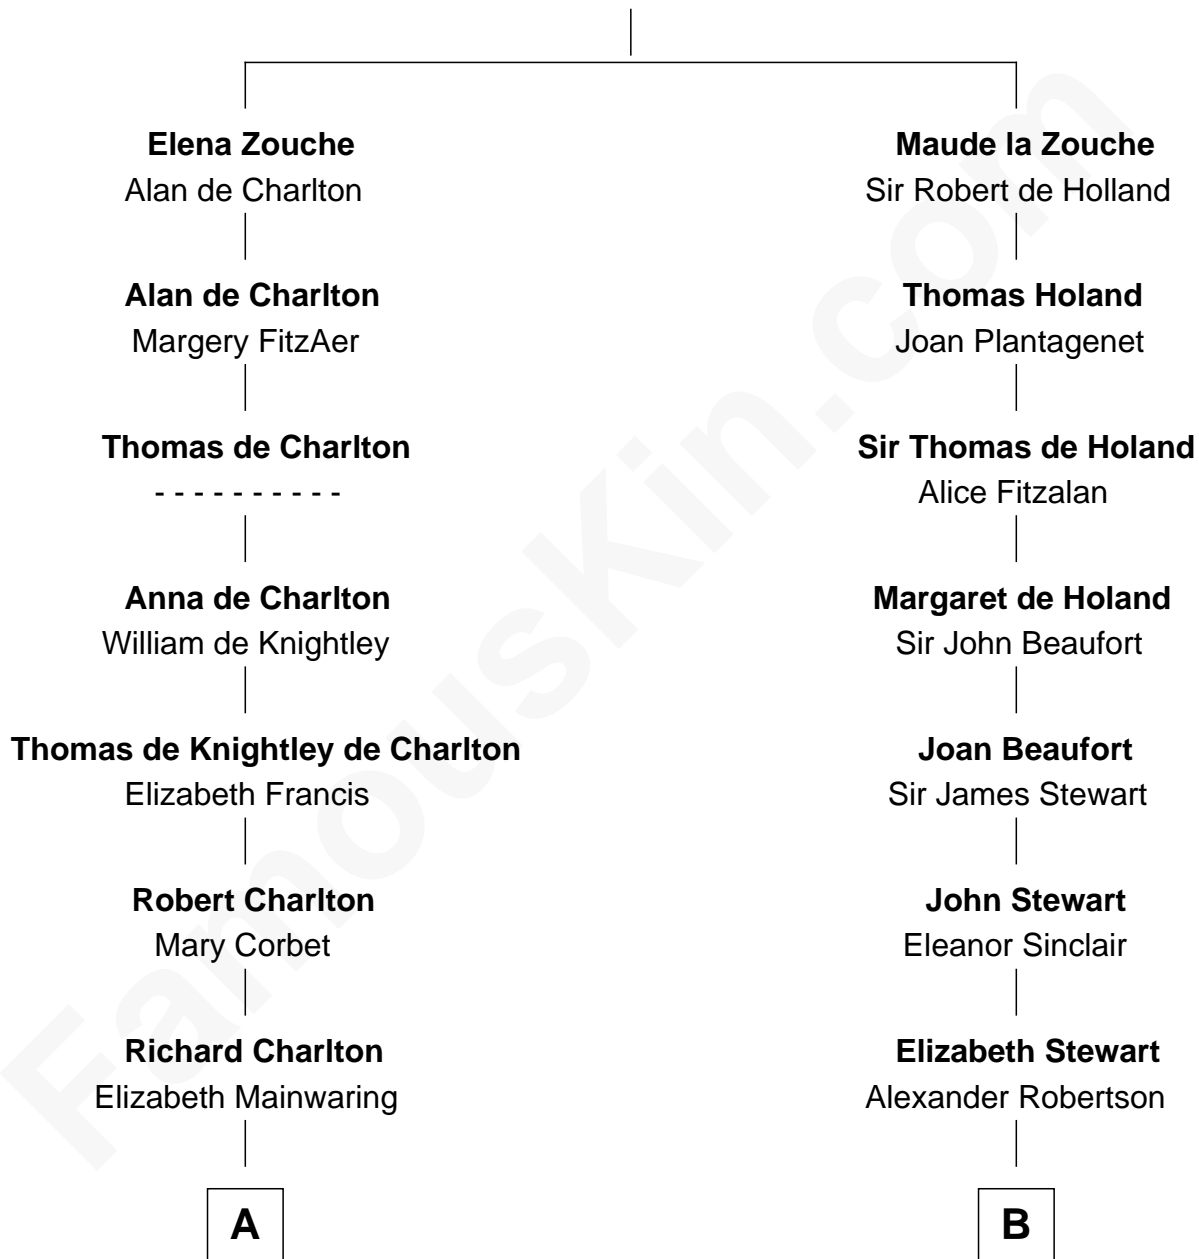 Elena Zouche
Alan de Charlton
Alan de Charlton
Margery FitzAer
Thomas de Charlton
- - - - - - - - - -
Anna de Charlton
William de Knightley
Thomas de Knightley de Charlton
Elizabeth Francis
Robert Charlton
Mary Corbet
Richard Charlton
Elizabeth Mainwaring
A
Maude la Zouche
Sir Robert de Holland
Thomas Holand
Joan Plantagenet
Sir Thomas de Holand
Alice Fitzalan
Margaret de Holand
Sir John Beaufort
Joan Beaufort
Sir James Stewart
John Stewart
Eleanor Sinclair
Elizabeth Stewart
Alexander Robertson
B
FamousKin.com